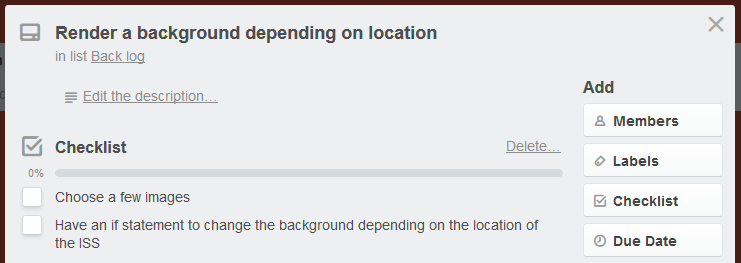 Render a background depending on location
in list Back log
Edit the description…
Add
Members
Labels
Checklist
Due Date
Checklist
Delete…
0%
Choose a few images
Have an if statement to change the background depending on the location of
the ISS